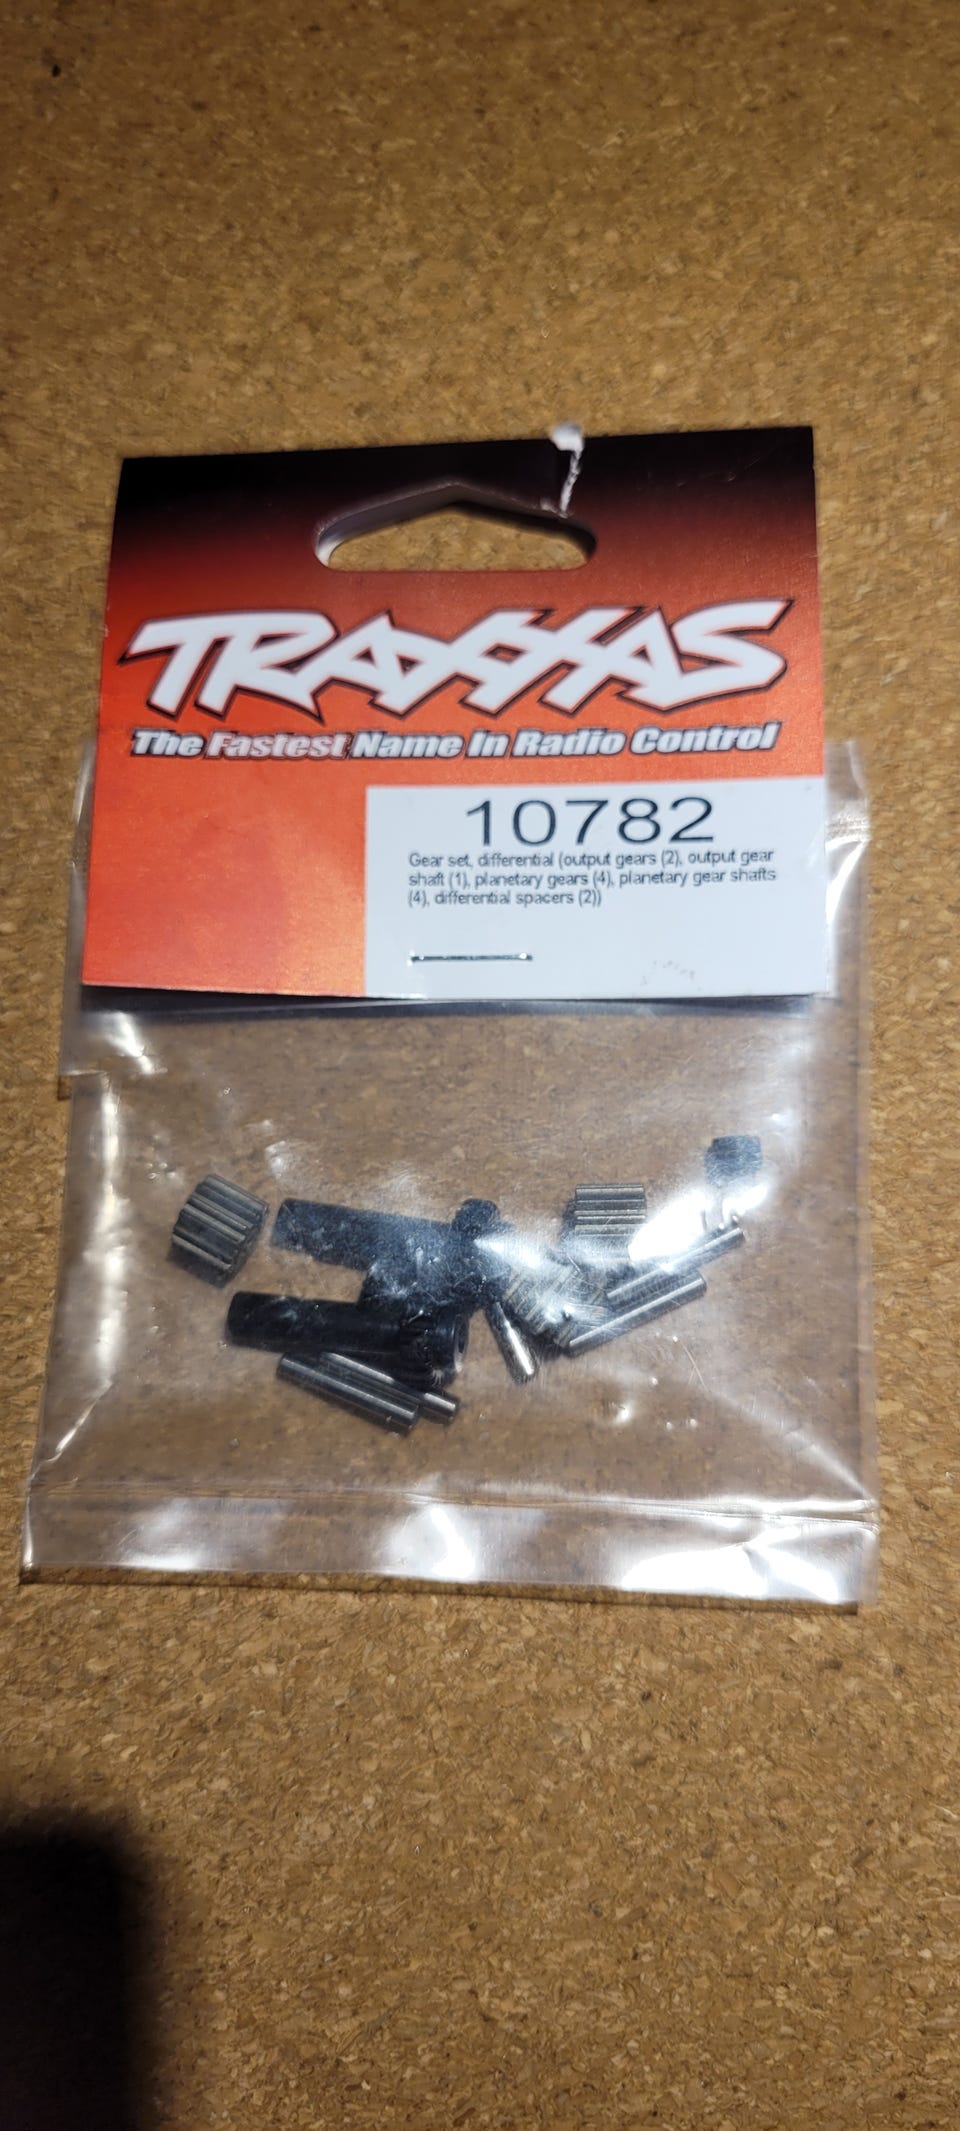 TRAXXAS
The Fastest Name In Radio Control
10782
Gear set, differential (output gears (2), output gear
shaft (1), planetary gears (4), planetary gear shafts
(4), differential spacers (2))